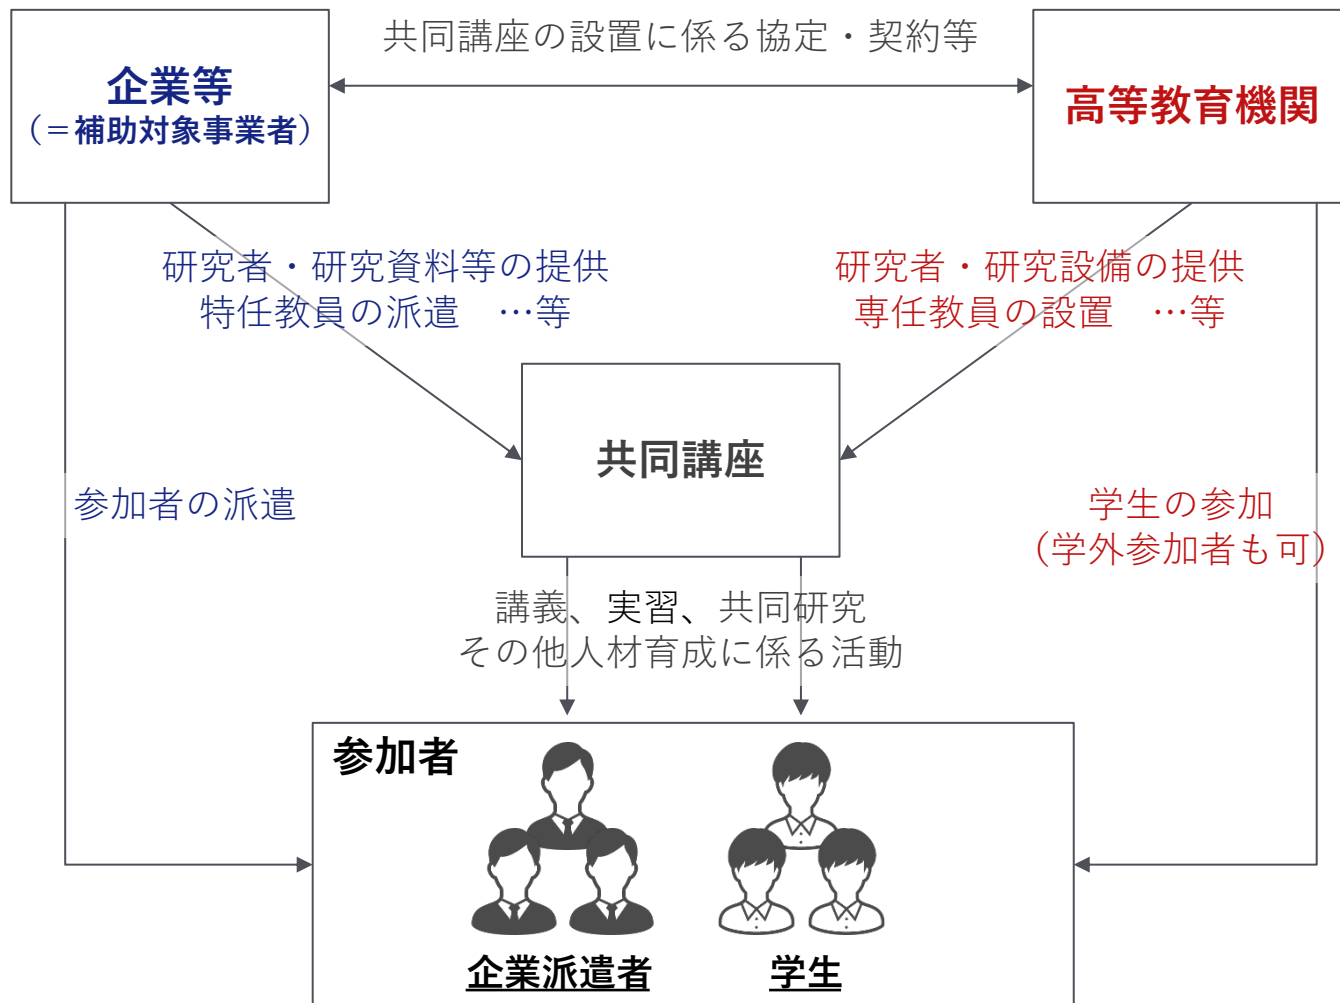 共同講座の設置に係る協定・契約等
企業等
（＝補助対象事業者）
高等教育機関
研究者・研究資料等の提供
特任教員の派遣　…等
研究者・研究設備の提供
専任教員の設置　…等
共同講座
参加者の派遣
学生の参加
（学外参加者も可）
講義、実習、共同研究
その他人材育成に係る活動
参加者
企業派遣者
学生